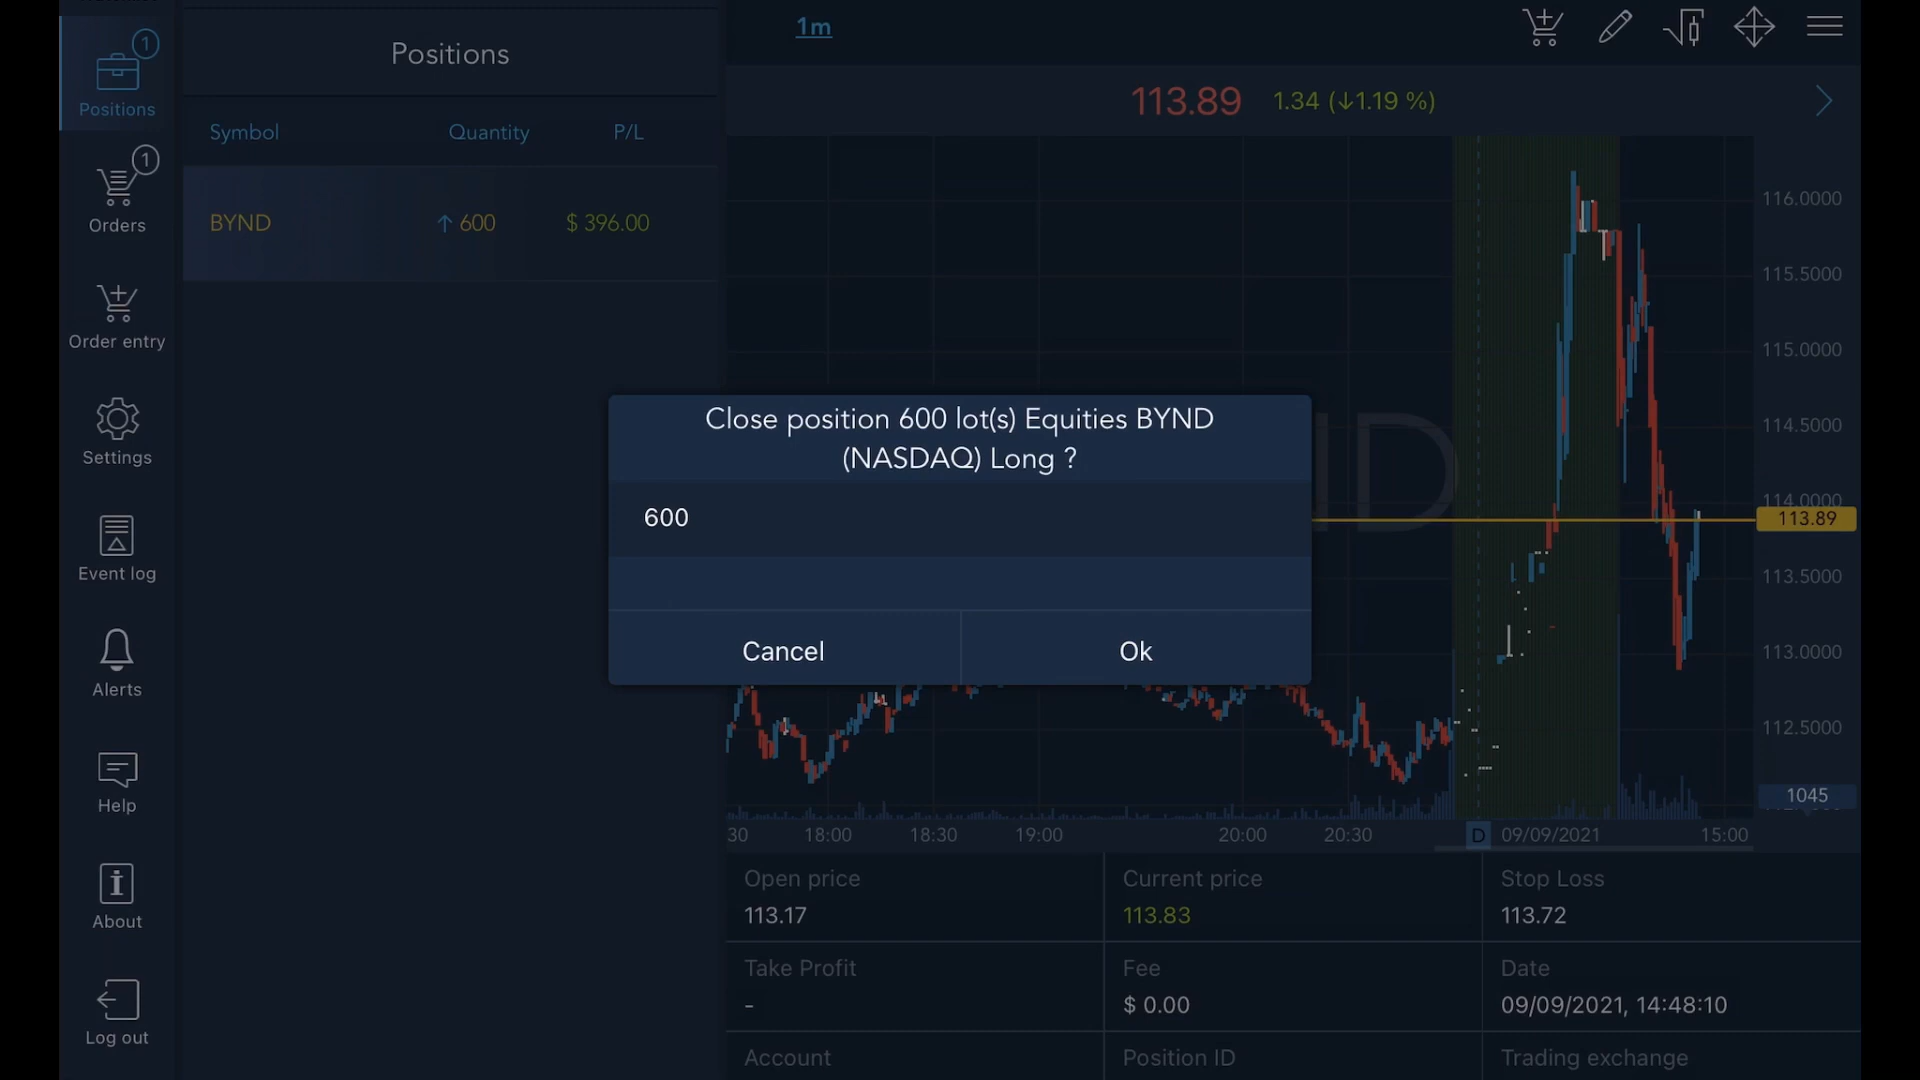 1
Positions
1
Orders
Order entry
Settings
Event log
Alerts
Help
About
Log out
Positions
Symbol Quantity P/L
BYND ↑ 600 $ 396.00
1m
113.89 1.34 (↓1.19 %)
Close position 600 lot(s) Equities BYND
(NASDAQ) Long ?
600
Cancel Ok
116.0000
115.5000
115.0000
114.5000
114.0000
113.89
113.5000
113.0000
112.5000
1045
30 18:00 18:30 19:00 20:00 20:30 D 09/09/2021 15:00
Open price Current price Stop Loss
113.17 113.83 113.72
Take Profit Fee Date
- $ 0.00 09/09/2021, 14:48:10
Account Position ID Trading exchange